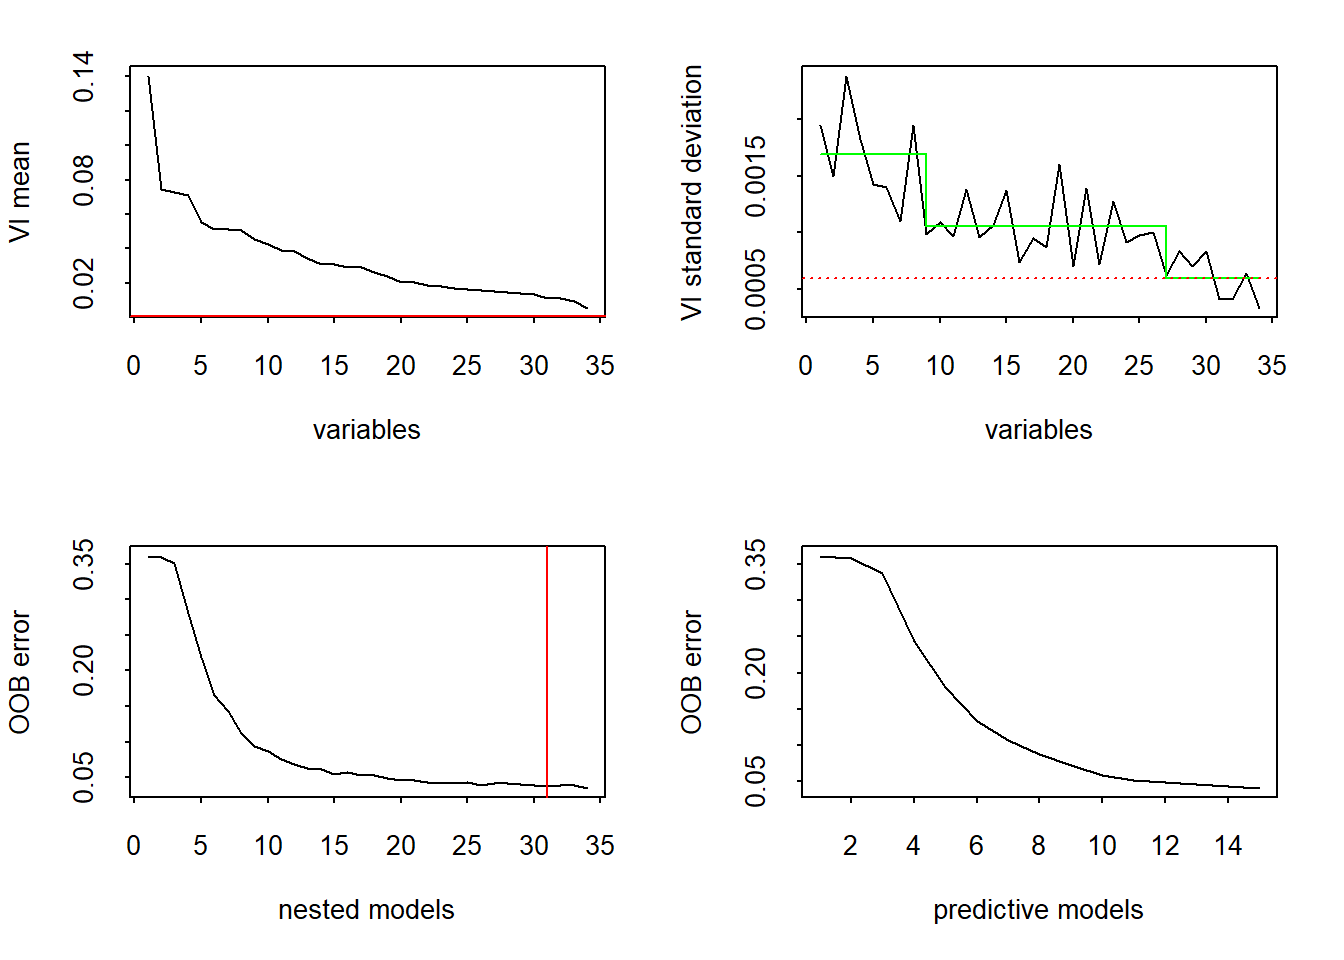 VI mean
0.02 0.08 0.14
0 5 10 15 20 25 30 35
variables
VI standard deviation
0.0005 0.0015
0 5 10 15 20 25 30 35
variables
OOB error
0.05 0.20 0.35
0 5 10 15 20 25 30 35
nested models
OOB error
0.05 0.20 0.35
2 4 6 8 10 12 14
predictive models